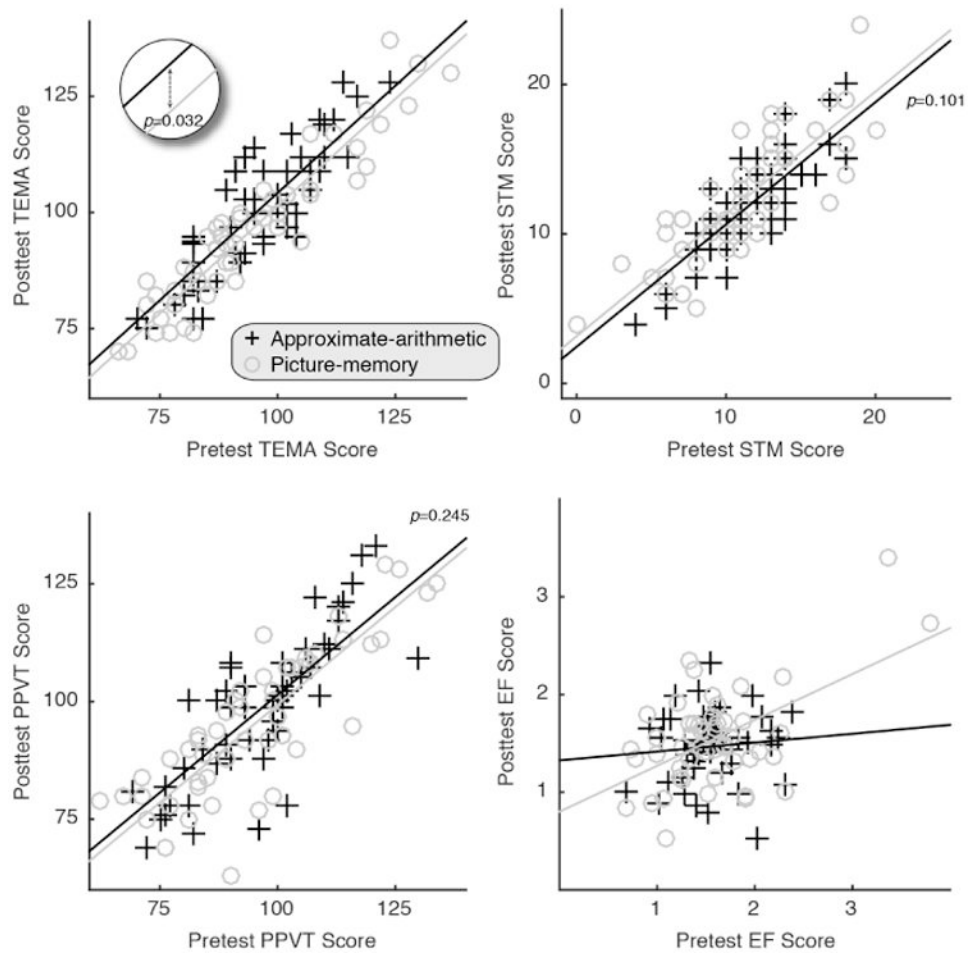 125
100
75
Posttest TEMA Score
p=0.032
+ Approximate-arithmetic
○ Picture-memory
75
100
125
Pretest TEMA Score
20
10
0
Posttest STM Score
p=0.101
0
10
20
Pretest STM Score
125
100
75
Posttest PPVT Score
p=0.245
75
100
125
Pretest PPVT Score
3
2
1
Posttest EF Score
1
2
3
Pretest EF Score